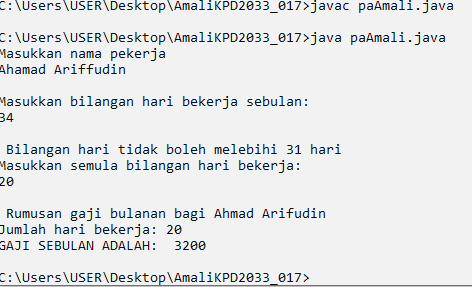 C:\Users\USER\Desktop\AmaliKPD2033_017>javac paAmali.java
C:\Users\USER\Desktop\AmaliKPD2033_017>java paAmali.java
Masukkan nama pekerja
Ahamad Ariffudin
Masukkan bilangan hari bekerja sebulan:
34
Bilangan hari tidak boleh melebihi 31 hari
Masukkan semula bilangan hari bekerja:
20
Rumusan gaji bulanan bagi Ahmad Arifudin
Jumlah hari bekerja: 20
GAJI SEBULAN ADALAH:  3200
C:\Users\USER\Desktop\AmaliKPD2033_017>